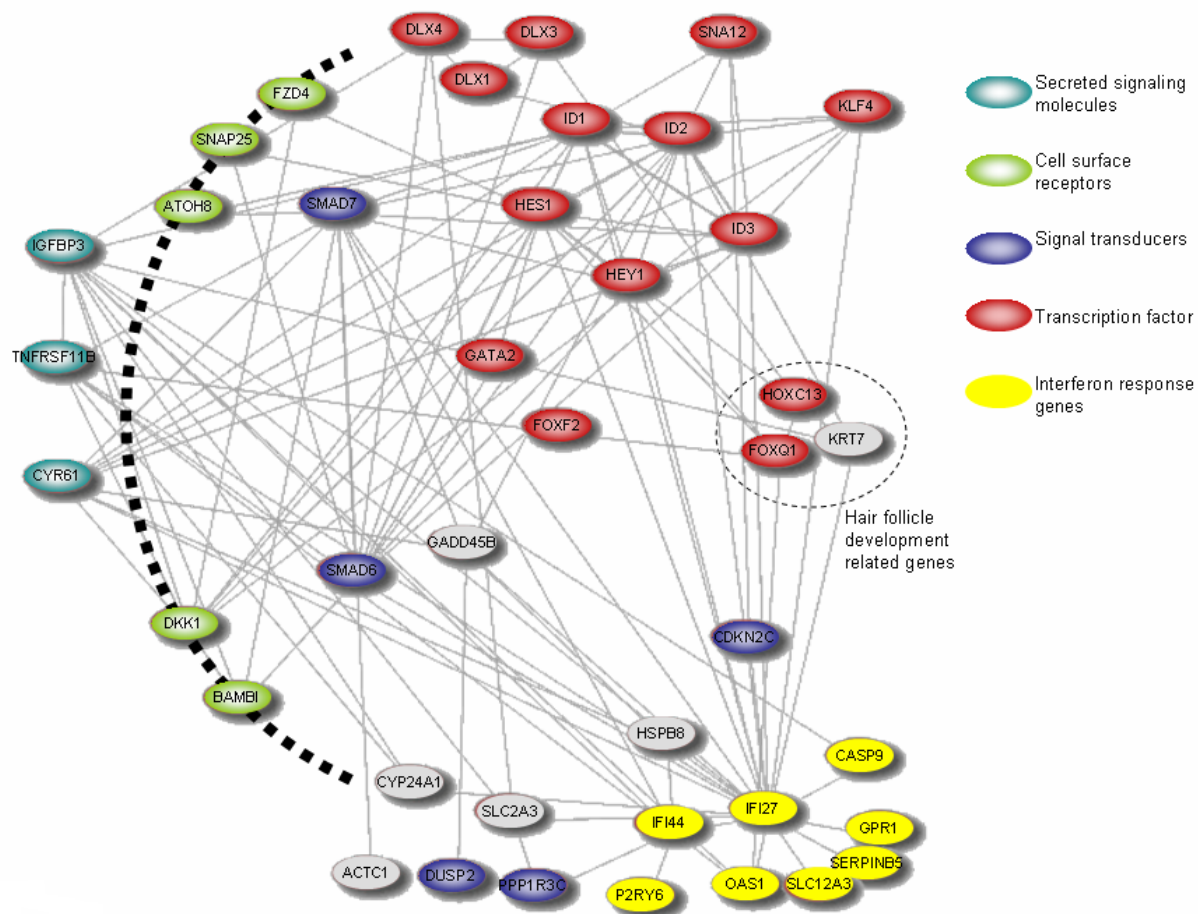 DLX4
DLX3
SNA12
DLX1
FZD4
KLF4
ID1
ID2
SNAP25
SMAD7
HES1
ATOH8
ID3
IGFBP3
HEY1
TNFRSF11B
GATA2
HOXC13
FOXF2
KRT7
FOXQ1
CYR61
GADD45B
SMAD6
DKK1
CDKN2C
BAMBI
HSPB8
CASP9
CYP24A1
SLC2A3
IFI27
IFI44
GPR1
SERPINB5
ACTC1
DUSP2
PPP1R3C
P2RY6
OAS1
SLC12A3
Hair follicle
development
related genes
Secreted signaling
molecules
Cell surface
receptors
Signal transducers
Transcription factor
Interferon response
genes